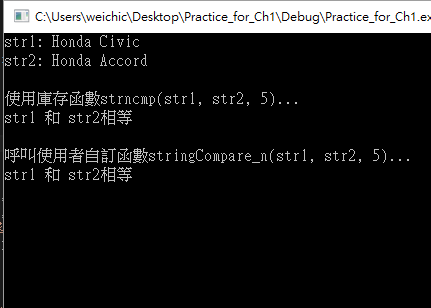 C:\Users\weichic\Desktop\Practice_for_Ch1\Debug\Practice_for_Ch1.ex
str1: Honda Civic
str2: Honda Accord
使用庫存函數strncmp(str1, str2, 5)...
str1 和 str2相等
呼叫使用者自訂函數stringCompare_n(str1, str2, 5)...
str1 和 str2相等